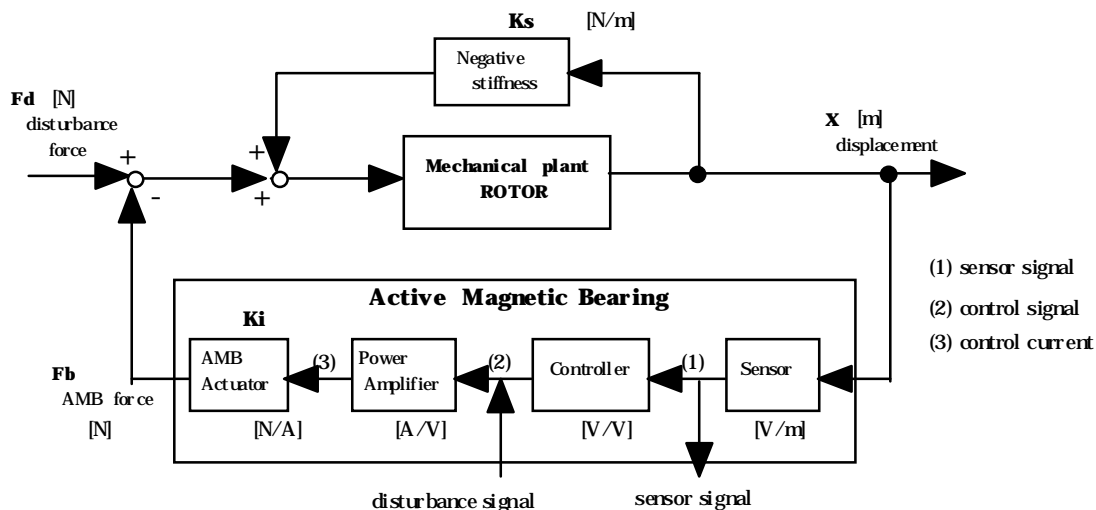 Ks [N/m]
Negative
stiffness
Fd [N]
disturbance
force
+
-
+
+
Mechanical plant
ROTOR
X [m]
displacement
(1) sensor signal
(2) control signal
(3) control current
Active Magnetic Bearing
Ki
AMB
Actuator
(3)
Power
Amplifier
(2)
Controller
(1)
Sensor
Fb
AMB force
[N]
[N/A]
[A/V]
[V/V]
[V/m]
disturbance signal
sensor signal